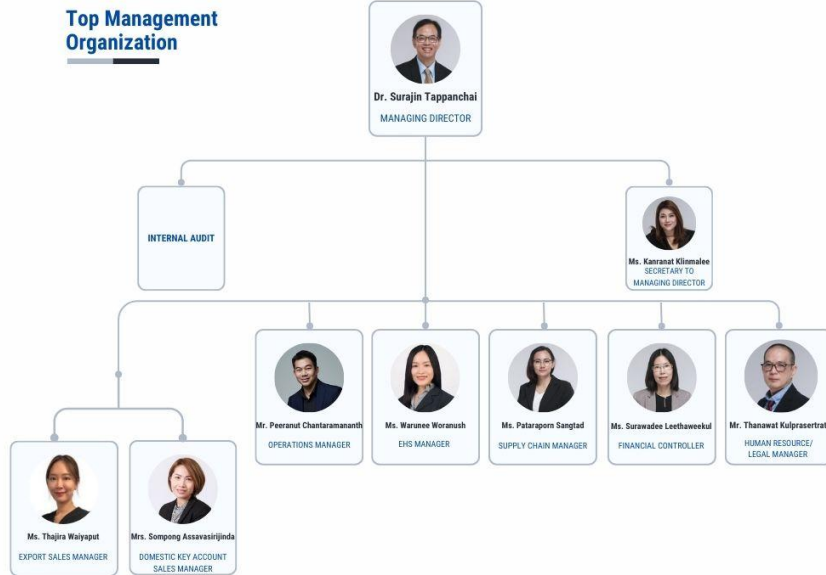 Top Management
Organization
Dr. Surajin Tappanchai
MANAGING DIRECTOR
INTERNAL AUDIT
Ms. Kanranat Klinmalee
SECRETARY TO
MANAGING DIRECTOR
Mr. Peeranut Chantaramananth
OPERATIONS MANAGER
Ms. Warunee Woranush
EHS MANAGER
Ms. Pataraporn Sangtad
SUPPLY CHAIN MANAGER
Ms. Surawadee Leethaweekul
FINANCIAL CONTROLLER
Mr. Thanawat Kulprasertrat
HUMAN RESOURCE/
LEGAL MANAGER
Ms. Thajira Waiyaput
EXPORT SALES MANAGER
Mrs. Sompong Assavasirijinda
DOMESTIC KEY ACCOUNT
SALES MANAGER